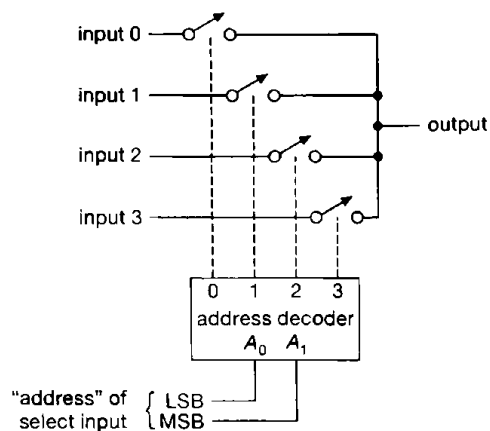 input 0
input 1
output
input 2
input 3
0 1 2 3
address decoder
A0 A1
"address" of { LSB
select input MSB